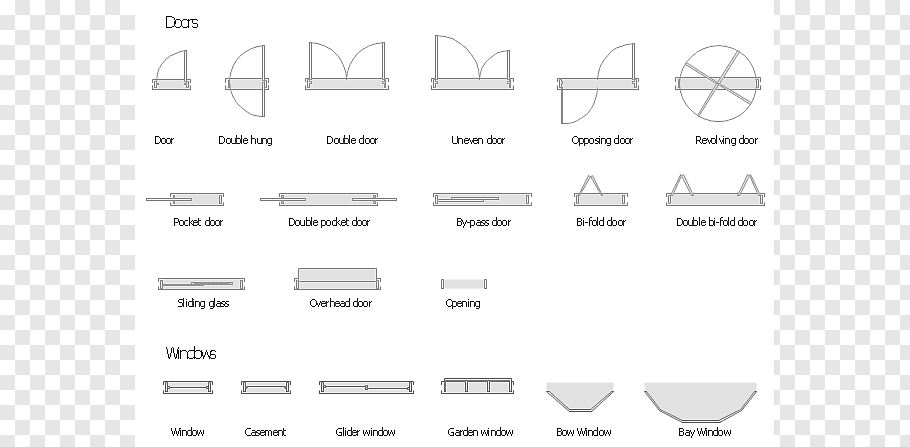 Doors
Door Double hung Double door Uneven door Opposing door Revolving door
Pocket door Double pocket door By-pass door Bi-fold door Double bi-fold door
Sliding glass Overhead door Opening
Windows
Window Casement Glider window Garden window Bow Window Bay Window